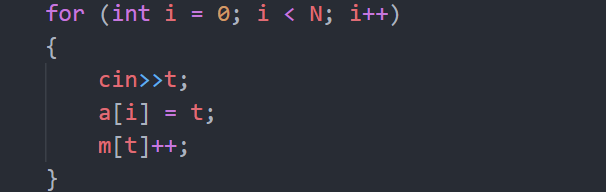 for (int i = 0; i < N; i++)
{
cin>>t;
a[i] = t;
m[t]++;
}